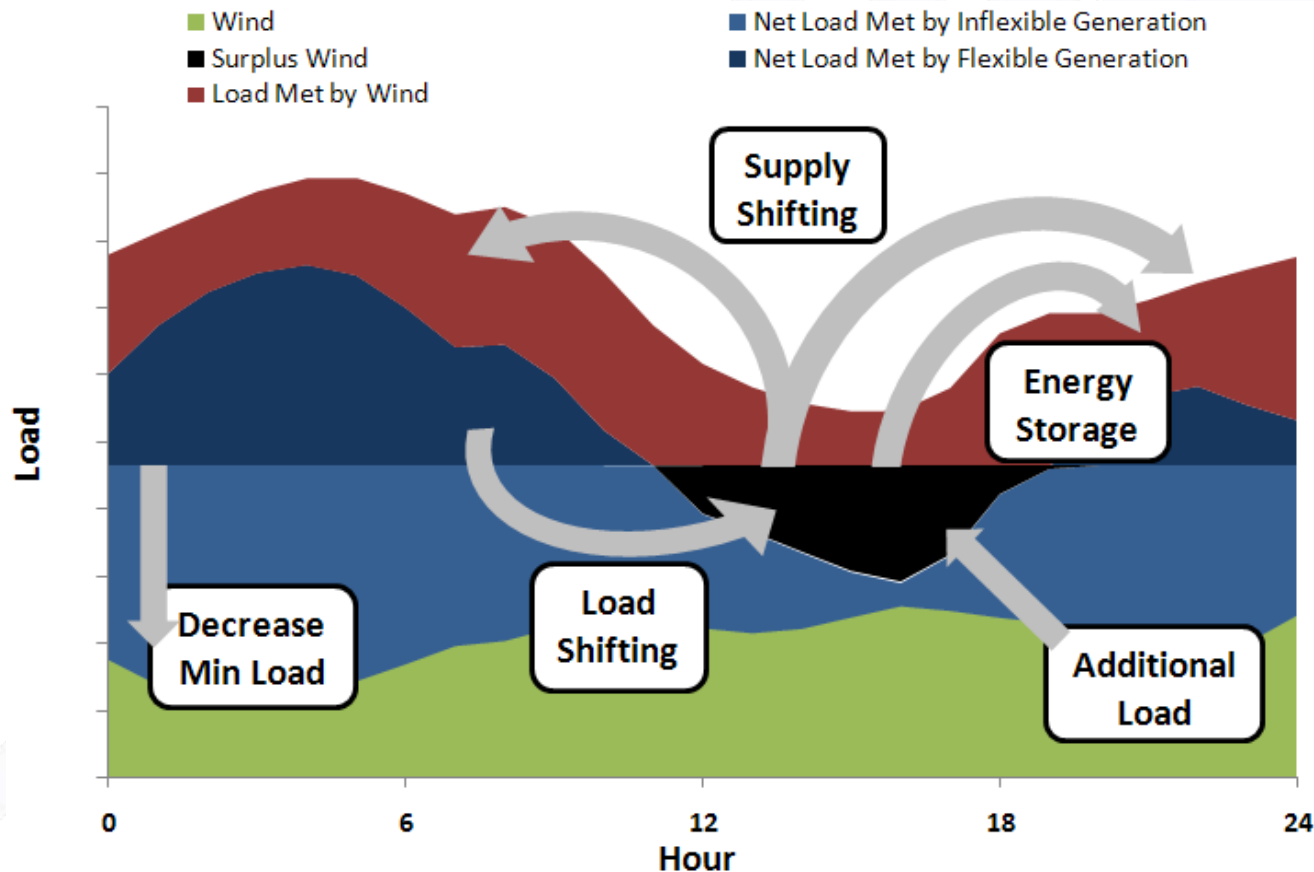 Wind
Surplus Wind
Load Met by Wind
Net Load Met by Inflexible Generation
Net Load Met by Flexible Generation
Supply
Shifting
Energy
Storage
Load
Load
Shifting
Decrease
Min Load
Additional
Load
0
6
12
18
24
Hour